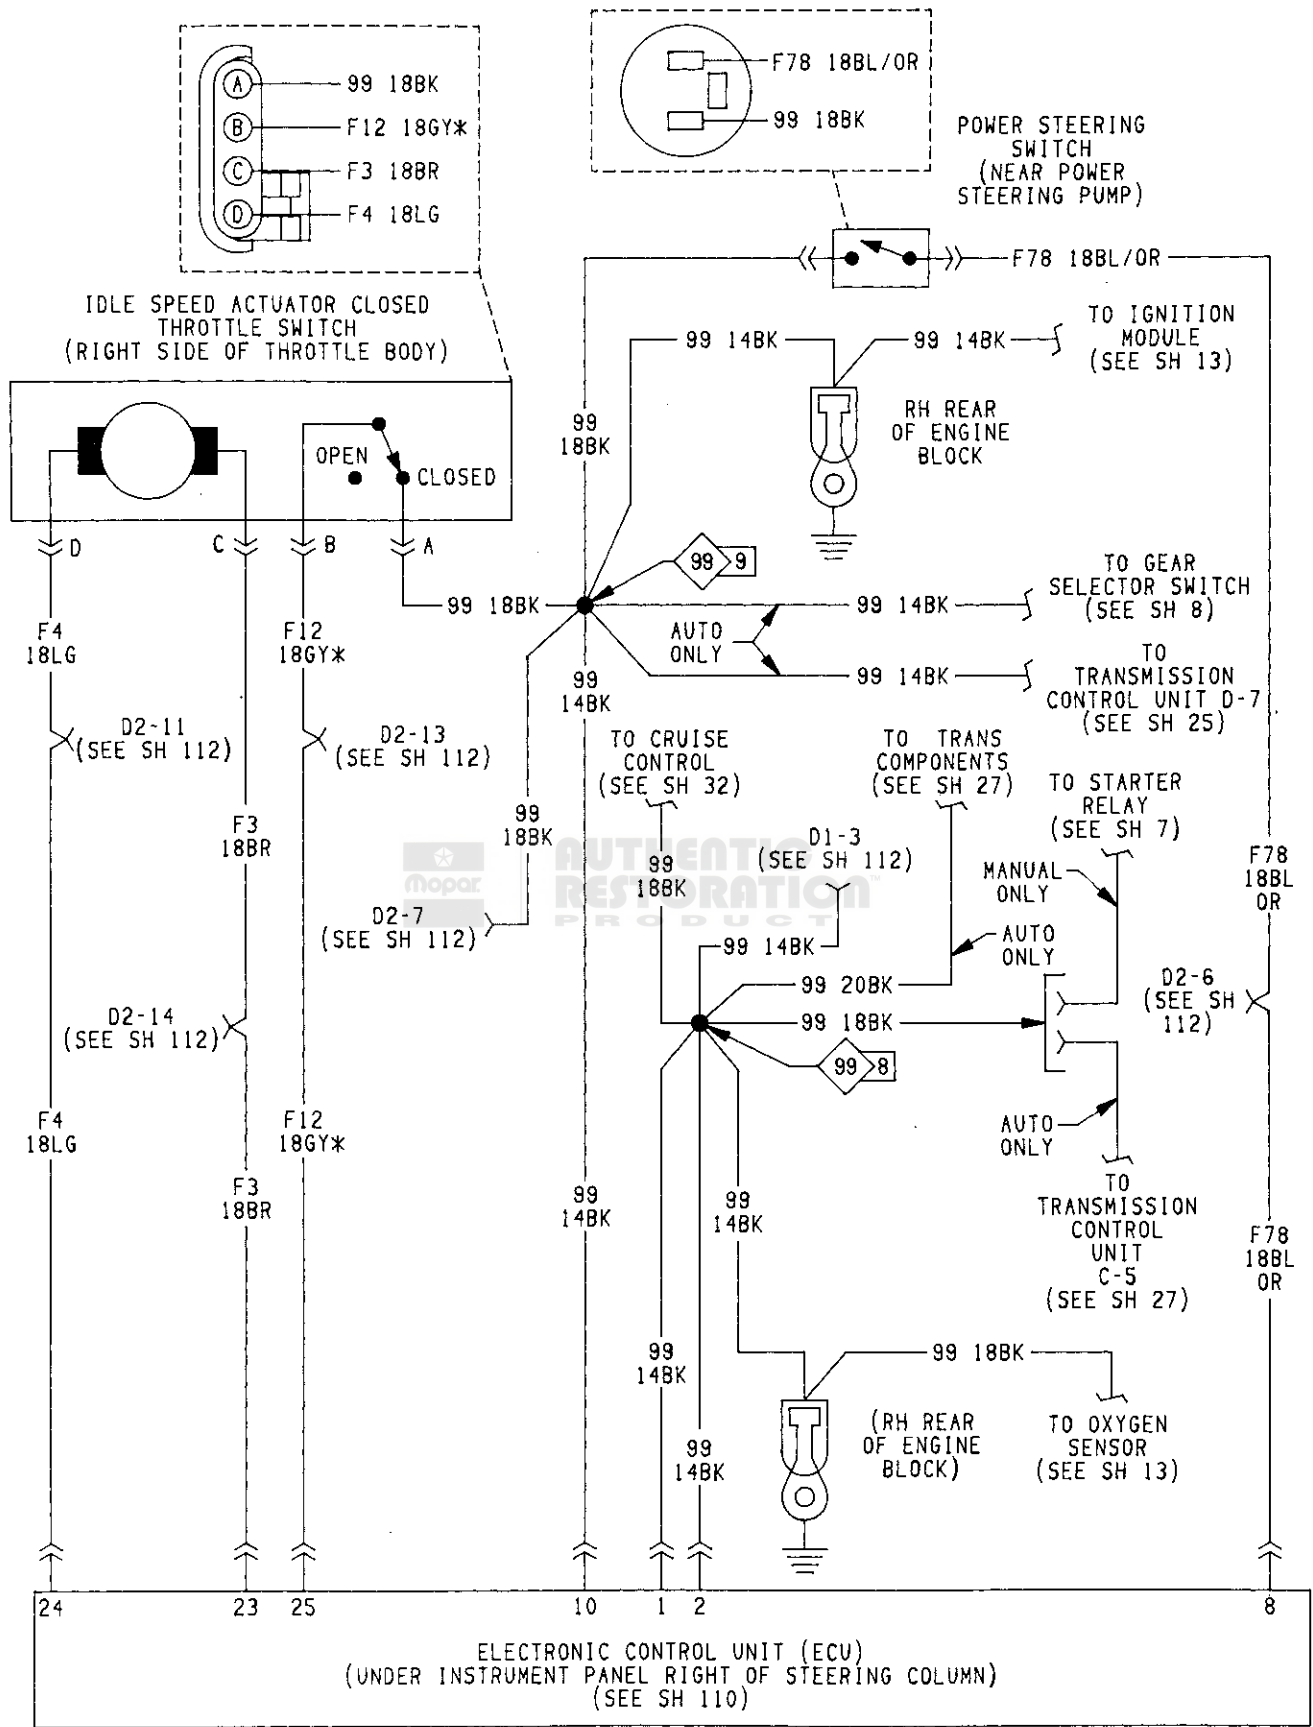 A
99 18BK
B
F12 18GY*
C
F3 18BR
D
F4 18LG
F78 18BL/OR
99 18BK
POWER STEERING
SWITCH
(NEAR POWER
STEERING PUMP)
F78 18BL/OR
IDLE SPEED ACTUATOR CLOSED
THROTTLE SWITCH
(RIGHT SIDE OF THROTTLE BODY)
99 14BK
99 14BK
TO IGNITION
MODULE
(SEE SH 13)
RH REAR
OF ENGINE
BLOCK
99
18BK
OPEN
CLOSED
D
C
B
A
99 9
99 18BK
99 14BK
TO GEAR
SELECTOR SWITCH
(SEE SH 8)
AUTO
ONLY
99 14BK
TO
TRANSMISSION
CONTROL UNIT D-7
(SEE SH 25)
F4
18LG
F12
18GY*
99
14BK
D2-11
(SEE SH 112)
D2-13
(SEE SH 112)
TO CRUISE
CONTROL
(SEE SH 32)
TO TRANS
COMPONENTS
(SEE SH 27)
TO STARTER
RELAY
(SEE SH 7)
F3
18BR
99
18BK
99
18BK
D1-3
(SEE SH 112)
MANUAL
ONLY
F78
18BL
OR
Mopar
AUTHENTIC
RESTORATION™
PRODUCT
D2-7
(SEE SH 112)
99 14BK
AUTO
ONLY
99 20BK
99 18BK
D2-6
(SEE SH
112)
D2-14
(SEE SH 112)
99 8
AUTO
ONLY
F4
18LG
F12
18GY*
F3
18BR
99
14BK
99
14BK
TO
TRANSMISSION
CONTROL
UNIT
C-5
(SEE SH 27)
F78
18BL
OR
99
14BK
99 18BK
99
14BK
(RH REAR
OF ENGINE
BLOCK)
TO OXYGEN
SENSOR
(SEE SH 13)
24 23 25 10 1 2 8
ELECTRONIC CONTROL UNIT (ECU)
(UNDER INSTRUMENT PANEL RIGHT OF STEERING COLUMN)
(SEE SH 110)